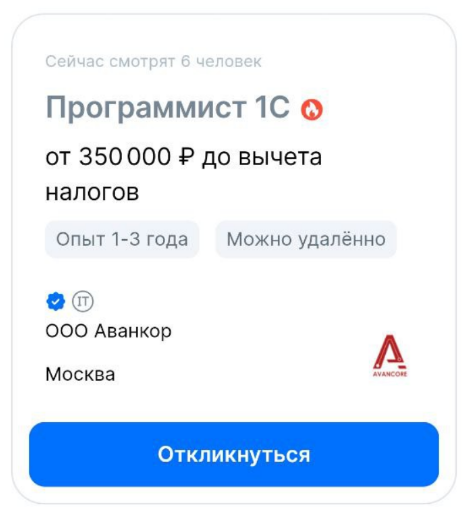 Сейчас смотрят 6 человек
Программист 1С
от 350 000 ₽ до вычета
налогов
Опыт 1-3 года
Можно удалённо
IT
ООО Аванкор
AVANCORE
Москва
Откликнуться